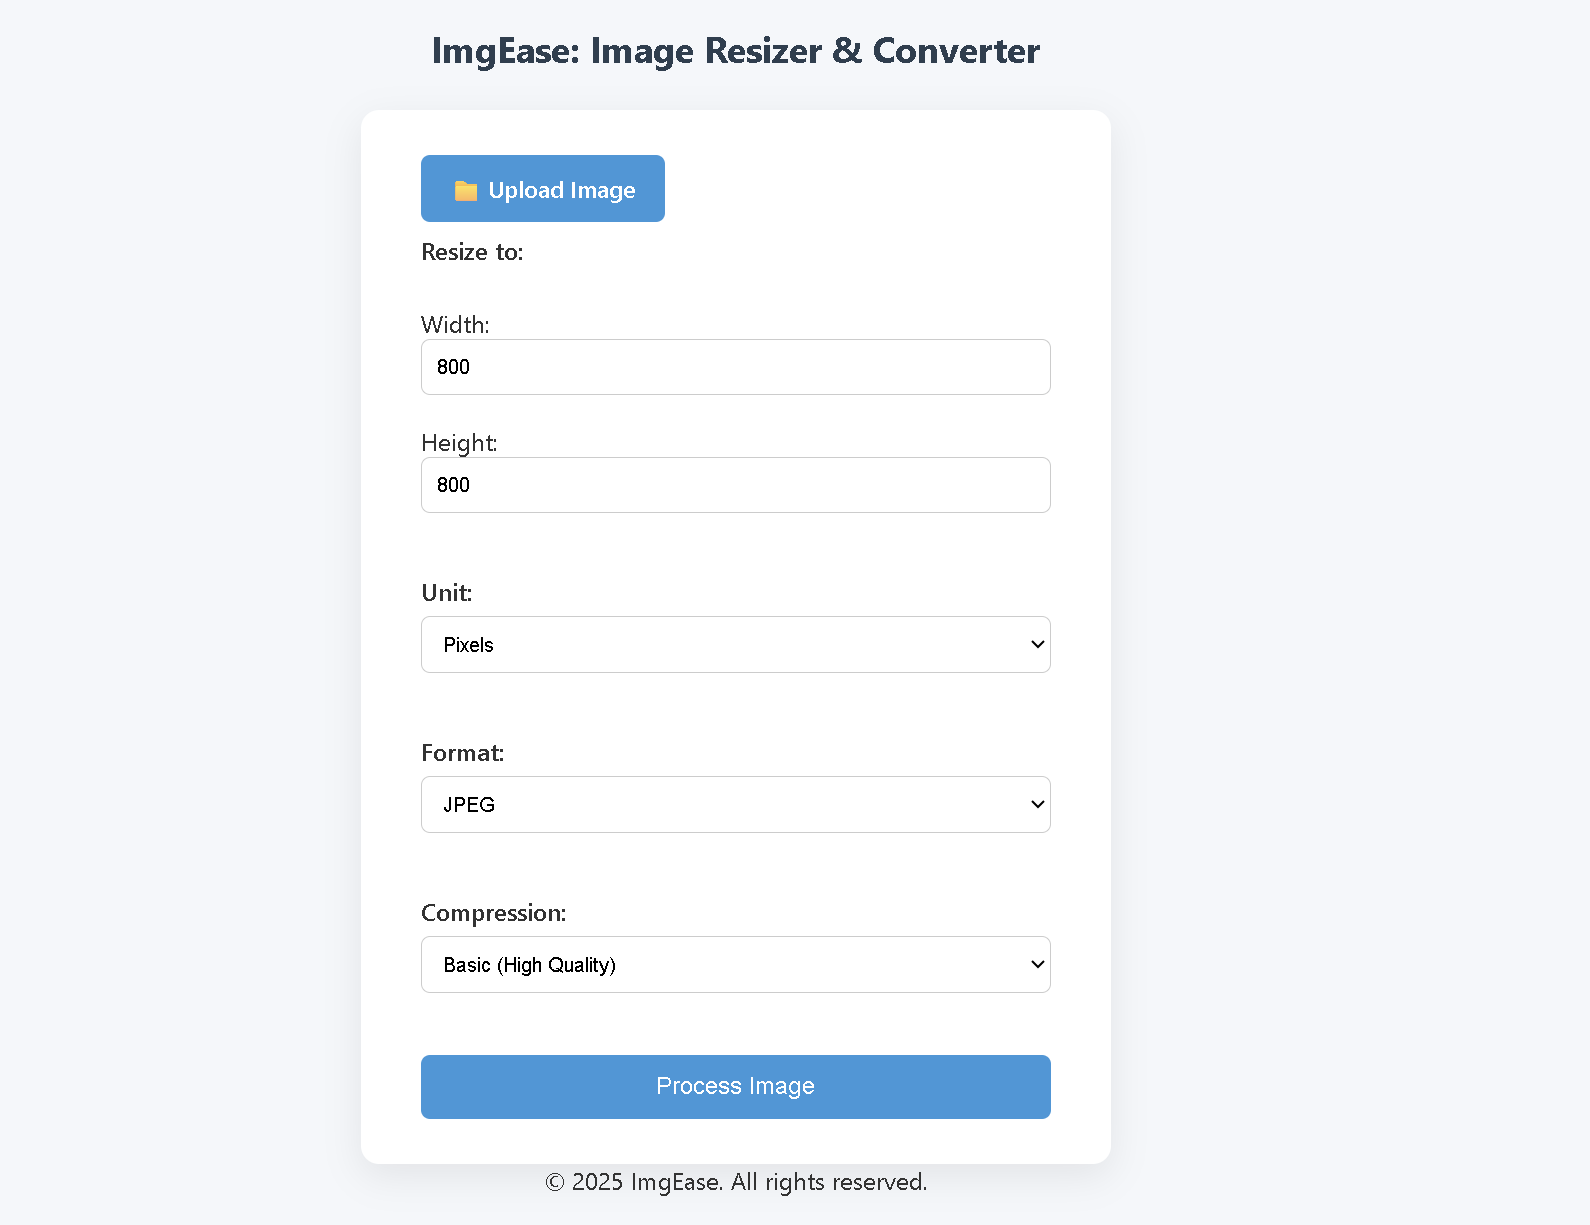 ImgEase: Image Resizer & Converter
Upload Image
Resize to:
Width:
800
Height:
800
Unit:
Pixels
Format:
JPEG
Compression:
Basic (High Quality)
Process Image
© 2025 ImgEase. All rights reserved.